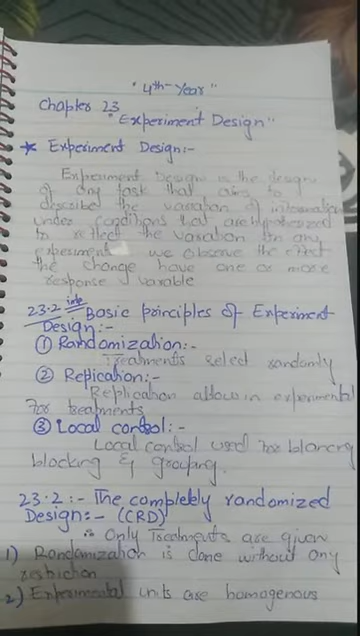 "4th-Year"
Chapter 23
"Experiment Design"
* Experiment Design:-
Experiment Design is the design
of any task that aims to
describe the variation of information
under conditions that are hypothesized
to reflect the variation In any
experiment we observe the effect
the change have one or more
response variable
23.2 imp Basic principles of Experiment
Design:-
① Randomization:-
Treatments select randomly
② Replication:-
Replication allow in experimental
For treatments
③ Local control:-
Local control used For
blocking & grouping.
23.2:- The completely randomized
Design:- (CRD)
Only Treatments are given
1) Randomization is done without any
restriction
2) Experimental units are homogenous